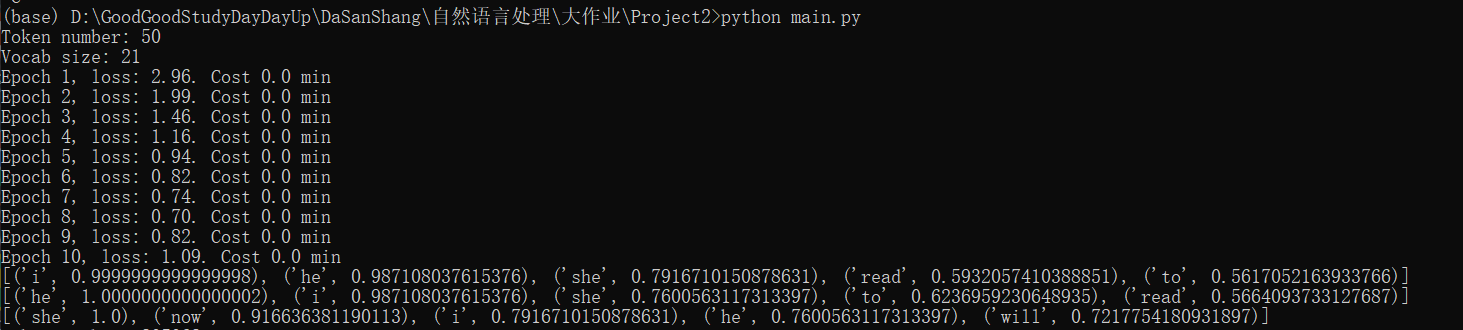 (base) D:\GoodGoodStudyDayDayUp\DaSanShang\自然语言处理\大作业\Project2>python main.py
Token number: 50
Vocab size: 21
Epoch 1, loss: 2.96. Cost 0.0 min
Epoch 2, loss: 1.99. Cost 0.0 min
Epoch 3, loss: 1.46. Cost 0.0 min
Epoch 4, loss: 1.16. Cost 0.0 min
Epoch 5, loss: 0.94. Cost 0.0 min
Epoch 6, loss: 0.82. Cost 0.0 min
Epoch 7, loss: 0.74. Cost 0.0 min
Epoch 8, loss: 0.70. Cost 0.0 min
Epoch 9, loss: 0.82. Cost 0.0 min
Epoch 10, loss: 1.09. Cost 0.0 min
[('i', 0.9999999999999998), ('he', 0.987108037615376), ('she', 0.7916710150878631), ('read', 0.5932057410388851), ('to', 0.5617052163933766)]
[('he', 1.0000000000000002), ('i', 0.987108037615376), ('she', 0.7600563117313397), ('to', 0.6236959230648935), ('read', 0.5664093733127687)]
[('she', 1.0), ('now', 0.916636381190113), ('i', 0.7916710150878631), ('he', 0.7600563117313397), ('will', 0.7217754180931897)]